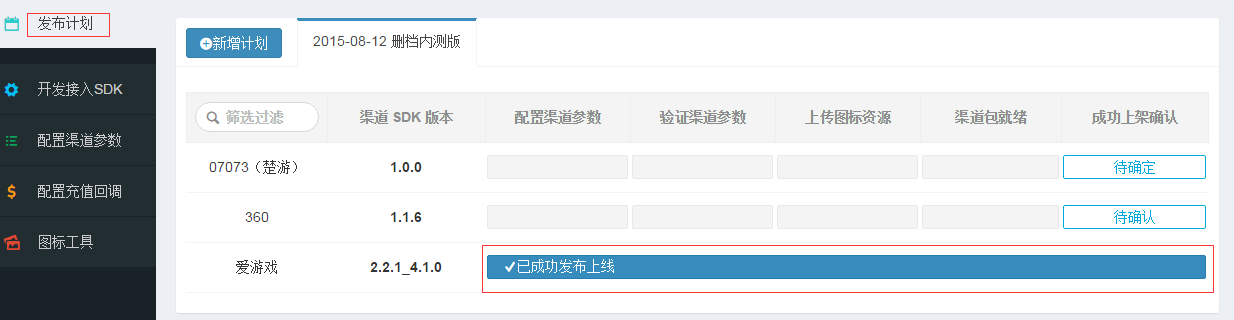 发布计划
开发接入SDK
配置渠道参数
配置充值回调
图标工具
新增计划
2015-08-12 删档内测版
筛选过滤 渠道 SDK 版本 配置渠道参数 验证渠道参数 上传图标资源 渠道包就绪 成功上架确认
07073（楚游） 1.0.0 待确定
360 1.1.6 待确认
爱游戏 2.2.1_4.1.0 ✔已成功发布上线